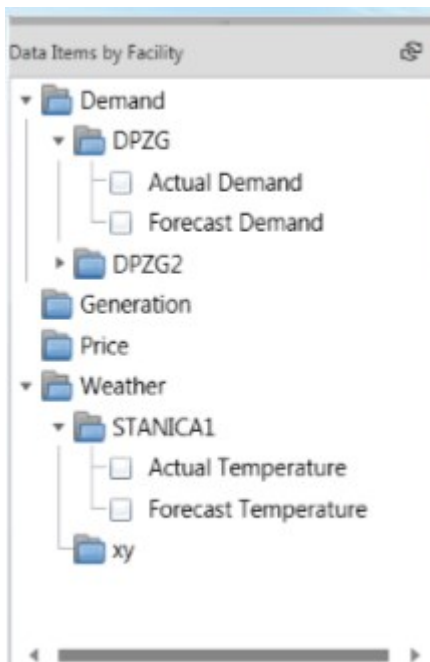 Data Items by Facility
Demand
DPZG
Actual Demand
Forecast Demand
DPZG2
Generation
Price
Weather
STANICA1
Actual Temperature
Forecast Temperature
xy